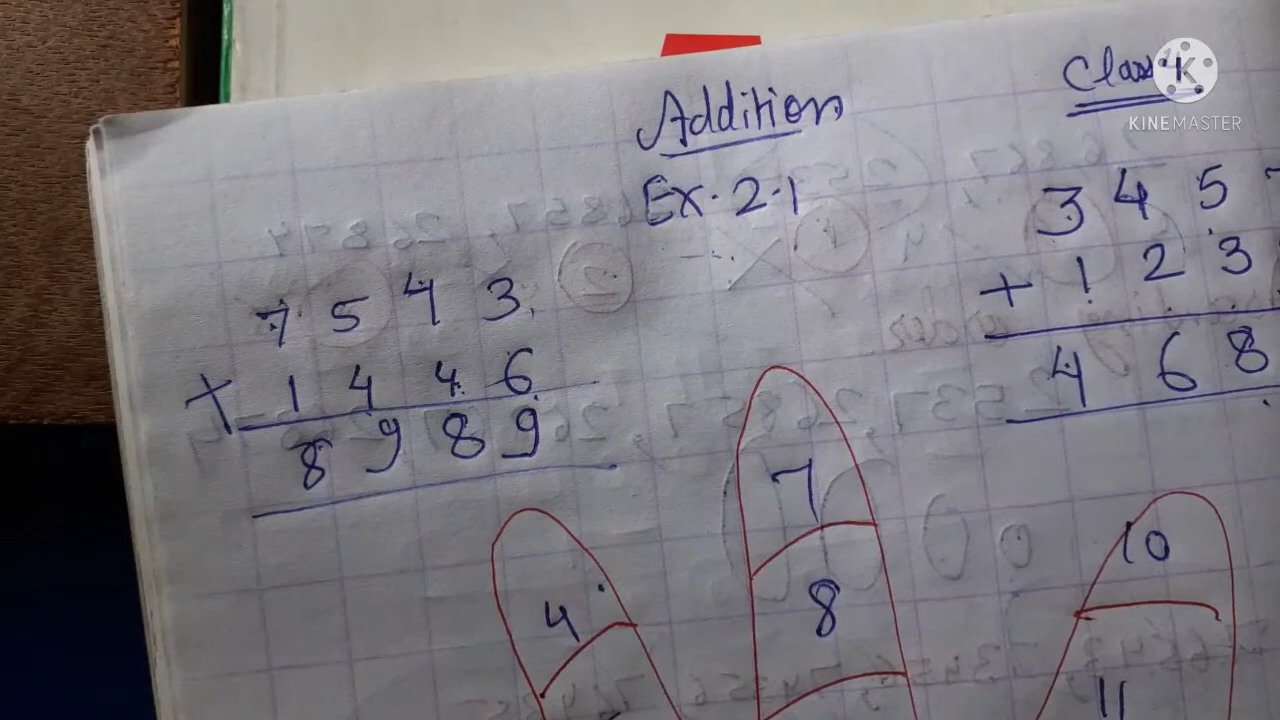 Addition
Class 4
KINEMASTER
Ex. 2.1
7 5 4 3
+ 1 4 4 6
8 9 8 9
3 4 5
+ 1 2 3
4 6 8
7
8
4
10
11